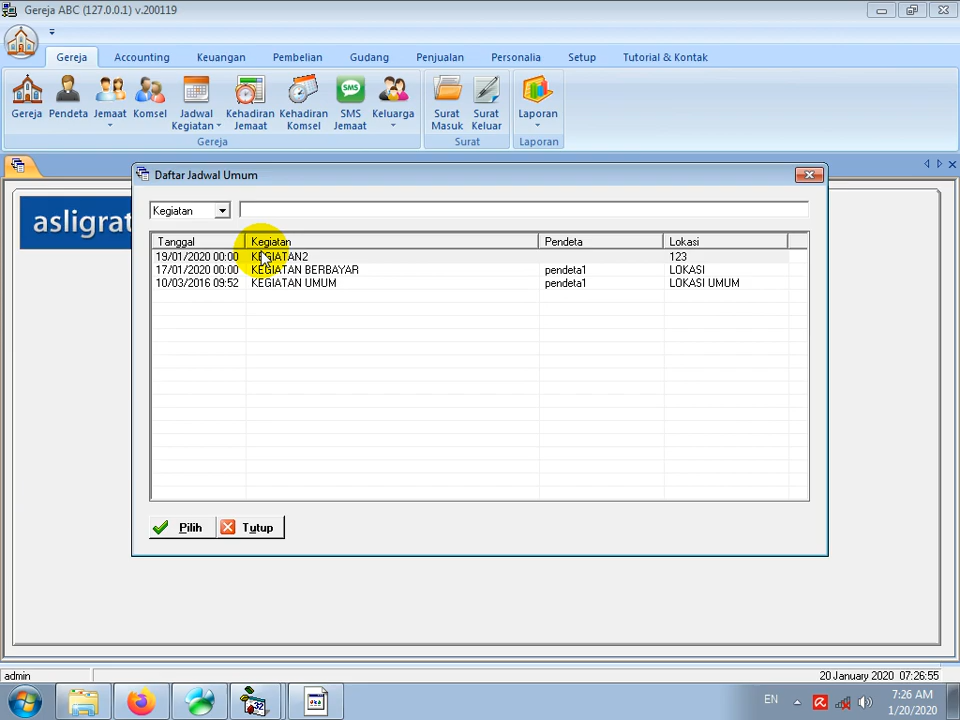 Gereja ABC (127.0.0.1) v.200119
Gereja Accounting Keuangan Pembelian Gudang Penjualan Personalia Setup Tutorial & Kontak
Gereja Pendeta Jemaat Komsel Jadwal Kegiatan Kehadiran Jemaat Kehadiran Komsel SMS Jemaat Keluarga Surat Masuk Surat Keluar Laporan
SMS
Gereja Surat Laporan
Daftar Jadwal Umum
Kegiatan
Tanggal Kegiatan Pendeta Lokasi
19/01/2020 00:00 KEGIATAN2 123
17/01/2020 00:00 KEGIATAN BERBAYAR pendeta1 LOKASI
10/03/2016 09:52 KEGIATAN UMUM pendeta1 LOKASI UMUM
Pilih Tutup
asligrat
admin 20 January 2020 07:26:55
32
EN 7:26 AM
1/20/2020